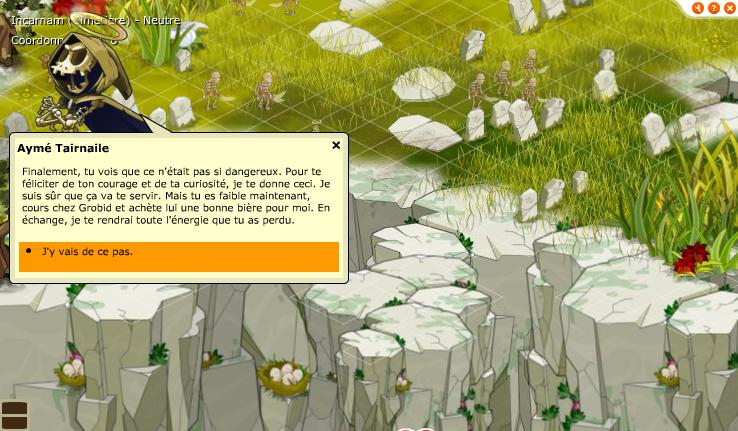 Incarnam (Cimetière) - Neutre
Coordonn
Aymé Tairnaile
Finalement, tu vois que ce n'était pas si dangereux. Pour te
féliciter de ton courage et de ta curiosité, je te donne ceci. Je
suis sûr que ça va te servir. Mais tu es faible maintenant,
cours chez Grobid et achète lui une bonne bière pour moi. En
échange, je te rendrai toute l'énergie que tu as perdu.
J'y vais de ce pas.